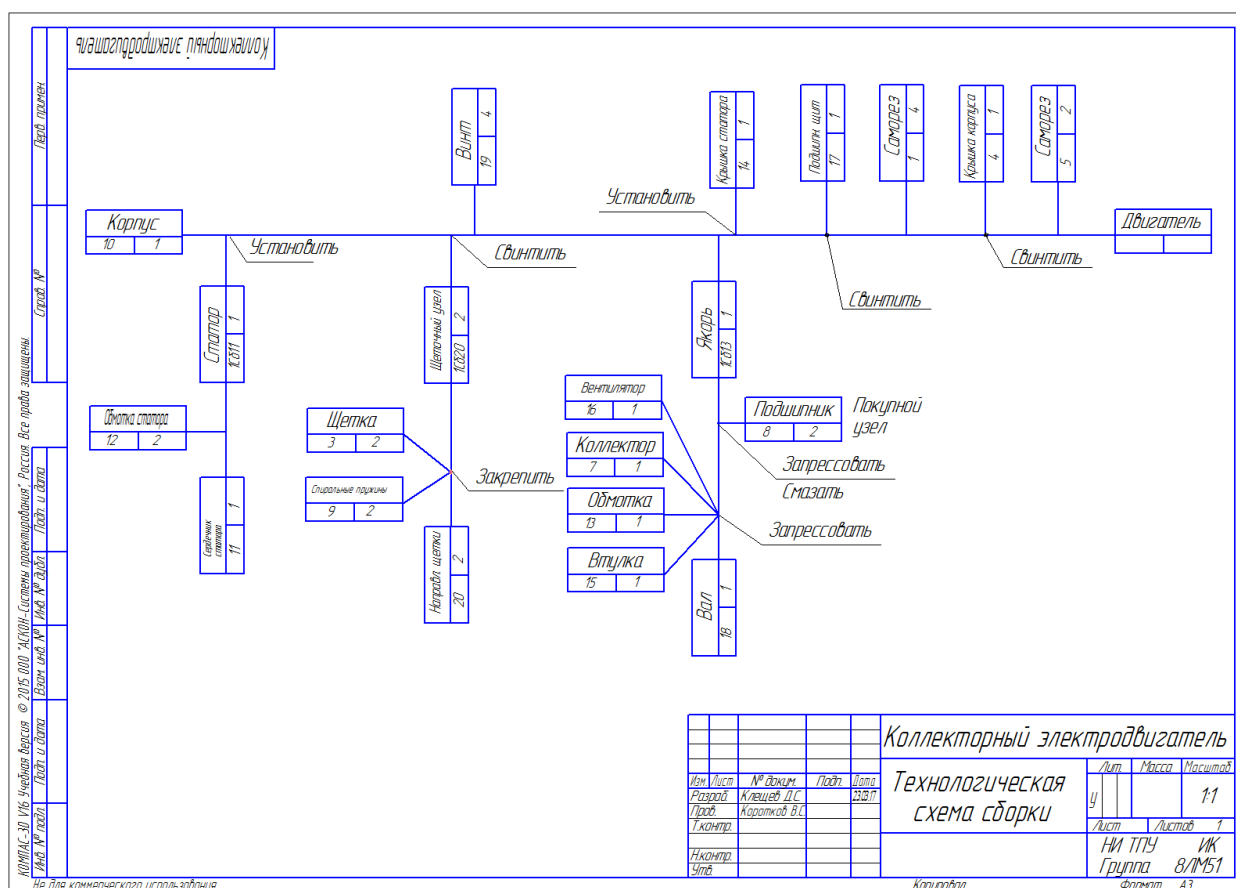 Коллекторный электродвигатель
Перв. примен.
Справ. №
Подп. и дата
Инв. № дубл.
Взам. инв. №
Подп. и дата
Инв. № подл.
КОМПАС-3D V16 Учебная версия © 2015 ООО "АСКОН-Системы проектирования", Россия. Все права защищены.
Винт
19 4
Крышка статора
14 1
Подшипн. щит
17 1
Саморез
1 4
Крышка корпуса
4 1
Саморез
5 2
Установить
Корпус
10 1
Установить
Свинтить
Свинтить
Двигатель
Свинтить
Статор
1Сб11 1
Щеточный узел
1Сб20 2
Якорь
1Сб13 1
Обмотка статора
12 2
Щетка
3 2
Вентилятор
16 1
Подшипник
8 2
Покупной
узел
Коллектор
7 1
Запрессовать
Смазать
Закрепить
Спиральные пружины
9 2
Обмотка
13 1
Запрессовать
Сердечник
статора
11 1
Направл. щетки
20 2
Втулка
15 1
Вал
18 1
Коллекторный электродвигатель
Изм. Лист № докум. Подп. Дата
Разраб. Клещев Д.С.
Пров. Коротков В.С.
Т.контр.
Н.контр.
Утв.
Технологическая
схема сборки
Лит. Масса Масштаб
у 1:1
Лист Листов 1
НИ ТПУ ИК
Группа 8ЛМ51
Не для коммерческого использования
Копировал Формат А3